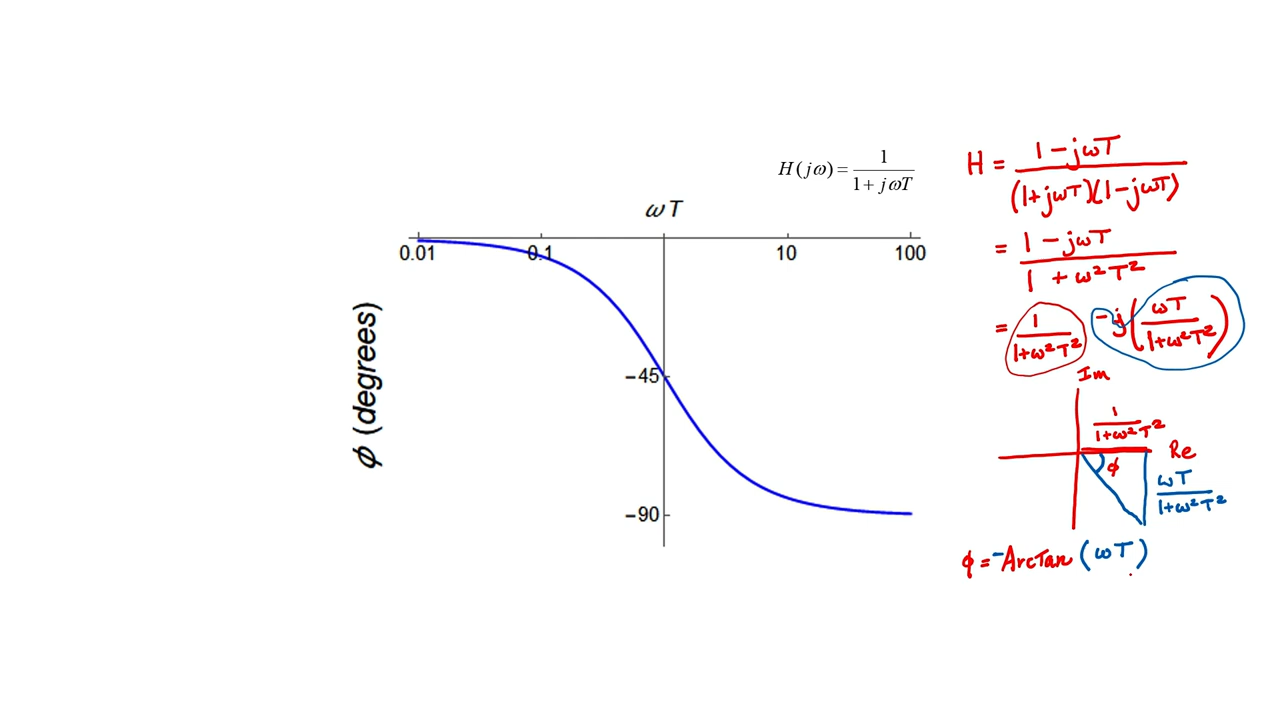 H(jω) = 1/(1 + jωT)
ωT
0.01 0.1 10 100
ϕ (degrees)
−45
−90
H = (1 − jωT)/((1+jωT)(1−jωT))
= (1 − jωT)/(1 + ω²T²)
= 1/(1+ω²T²) −j(ωT/(1+ω²T²))
Im
1/(1+ω²T²)
Re
ϕ
ωT/(1+ω²T²)
ϕ = −ArcTan (ωT)